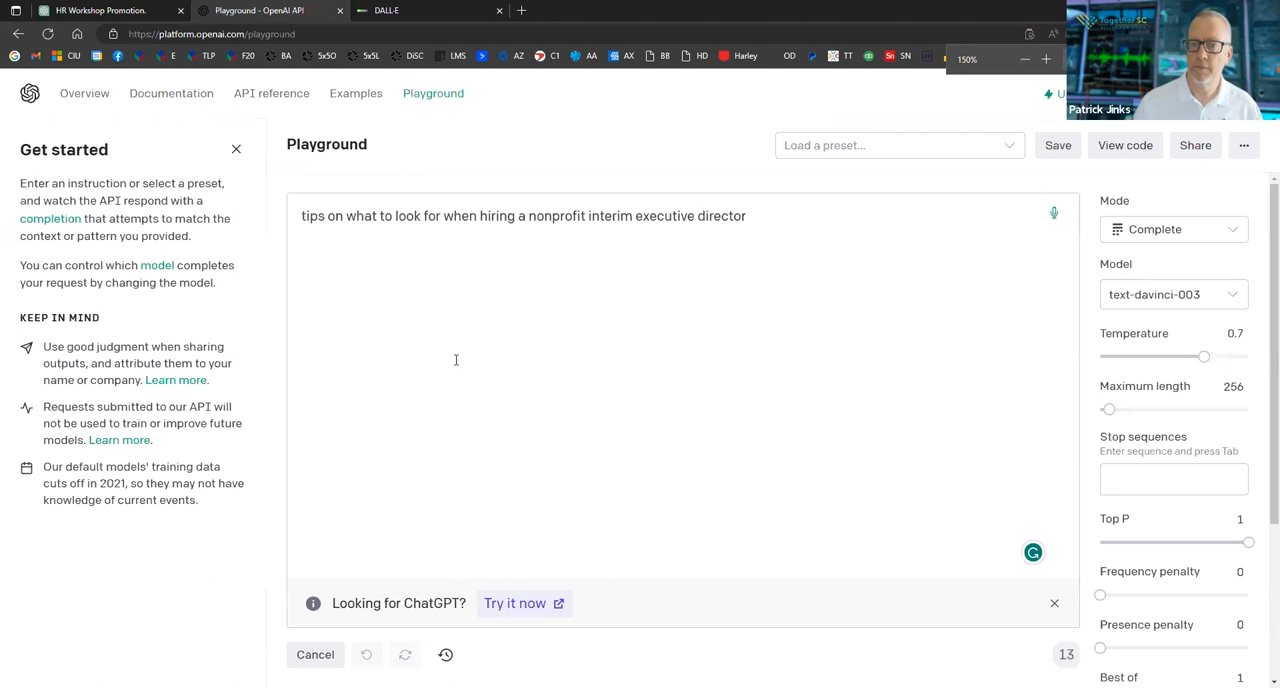 HR Workshop Promotion.
Playground - OpenAI API
DALL·E
https://platform.openai.com/playground
CIU
E
TLP
F20
BA
5x5O
5x5L
DiSC
LMS
AZ
C1
AA
AX
BB
HD
Harley
OD
TT
SN
150%
TogetherSC
Patrick Jinks
Overview
Documentation
API reference
Examples
Playground
U
Get started
Enter an instruction or select a preset,
and watch the API respond with a
completion that attempts to match the
context or pattern you provided.
You can control which model completes
your request by changing the model.
KEEP IN MIND
Use good judgment when sharing
outputs, and attribute them to your
name or company. Learn more.
Requests submitted to our API will
not be used to train or improve future
models. Learn more.
Our default models' training data
cuts off in 2021, so they may not have
knowledge of current events.
Playground
Load a preset...
Save
View code
Share
tips on what to look for when hiring a nonprofit interim executive director
Looking for ChatGPT?
Try it now
Cancel
13
Mode
Complete
Model
text-davinci-003
Temperature 0.7
Maximum length 256
Stop sequences
Enter sequence and press Tab
Top P 1
Frequency penalty 0
Presence penalty 0
Best of 1